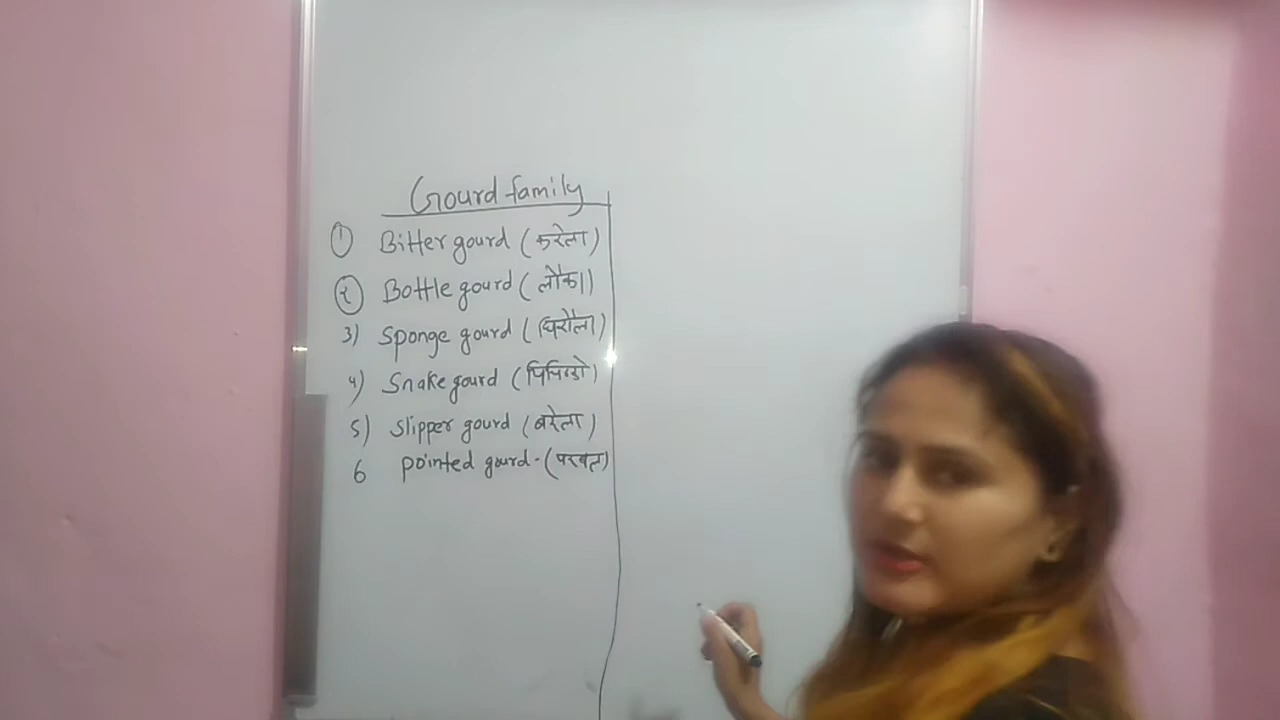 Gourd family
1 Bitter gourd (करेला)
2 Bottle gourd (लौका)
3) Sponge gourd (घिरौला)
4) Snake gourd (चिचिन्डो)
5) Slipper gourd (बरेला)
6 pointed gourd - (परवल)